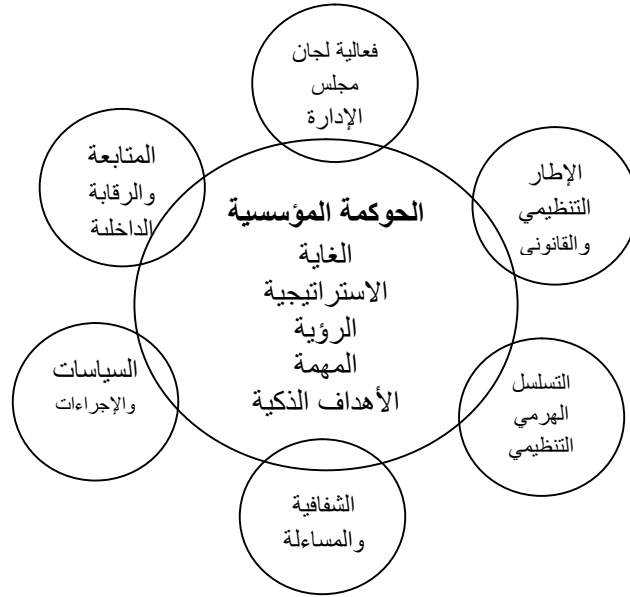 فعالية لجان
مجلس
الإدارة
الإطار
التنظيمي
والقانوني
التسلسل
الهرمي
التنظيمي
الشفافية
والمساءلة
السياسات
والإجراءات
المتابعة
والرقابة
الداخلية
الحوكمة المؤسسية
الغاية
الاستراتيجية
الرؤية
المهمة
الأهداف الذكية